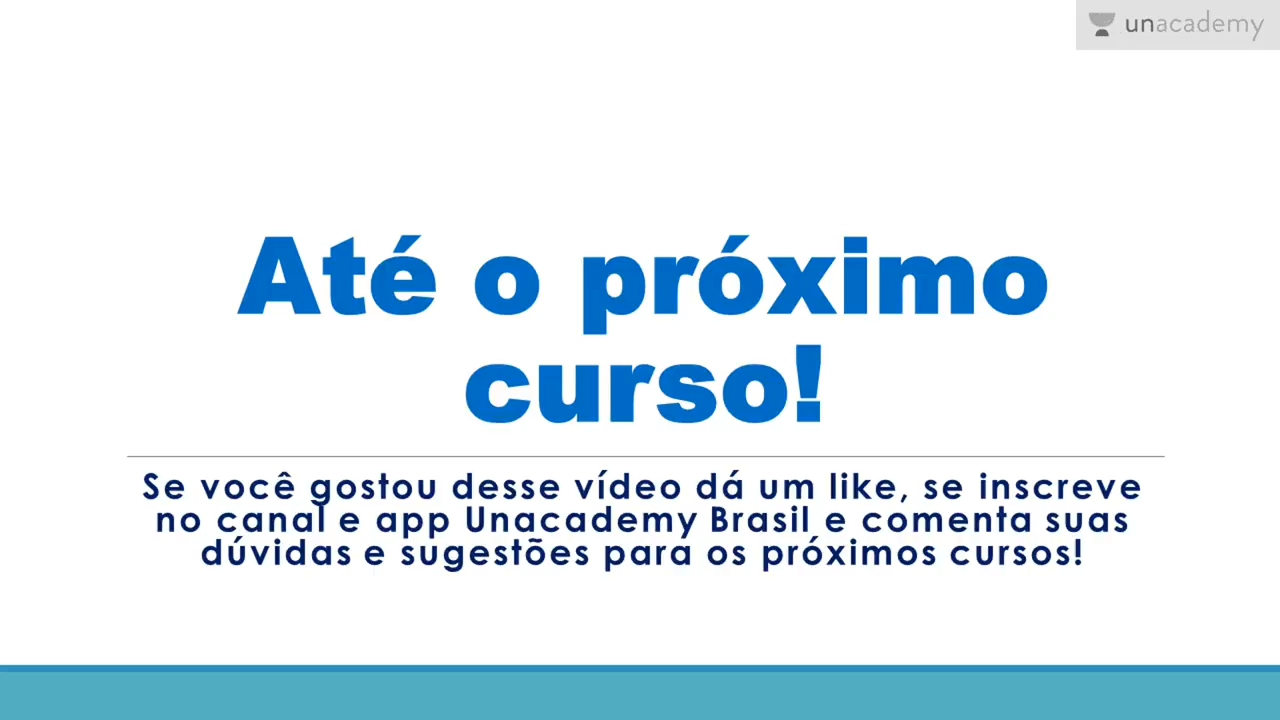 unacademy
Até o próximo
curso!
Se você gostou desse vídeo dá um like, se inscreve
no canal e app Unacademy Brasil e comenta suas
dúvidas e sugestões para os próximos cursos!